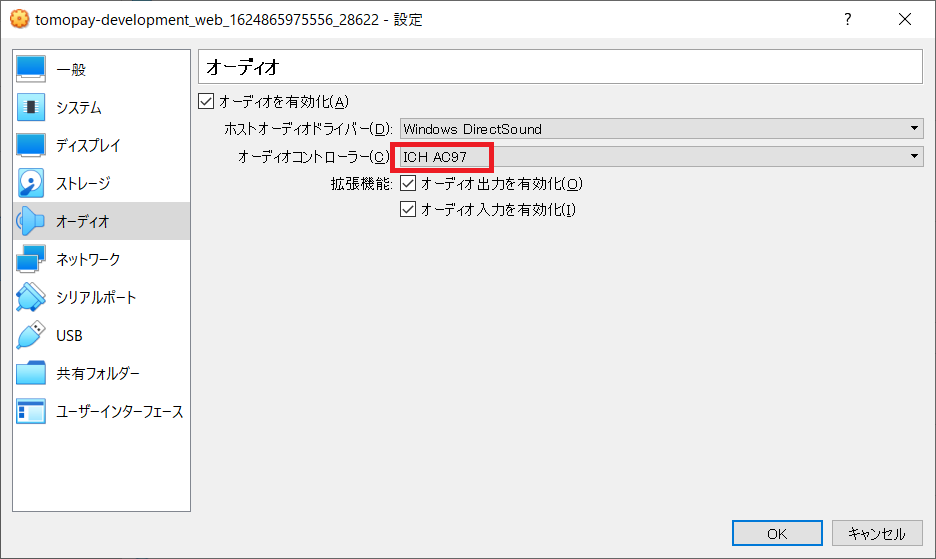 tomopay-development_web_1624865975556_28622 - 設定
?
一般
システム
ディスプレイ
ストレージ
オーディオ
ネットワーク
シリアルポート
USB
共有フォルダー
ユーザーインターフェース
オーディオ
オーディオを有効化(A)
ホストオーディオドライバー(D): Windows DirectSound
オーディオコントローラー(C) ICH AC97
拡張機能: オーディオ出力を有効化(O)
オーディオ入力を有効化(I)
OK キャンセル